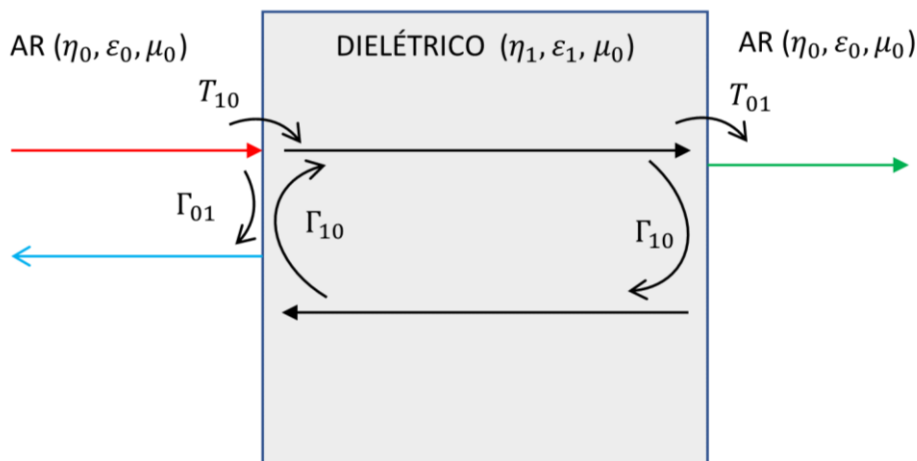 AR (η₀, ε₀, μ₀)
DIELÉTRICO (η₁, ε₁, μ₀)
AR (η₀, ε₀, μ₀)
T₁₀
T₀₁
Γ₀₁
Γ₁₀
Γ₁₀